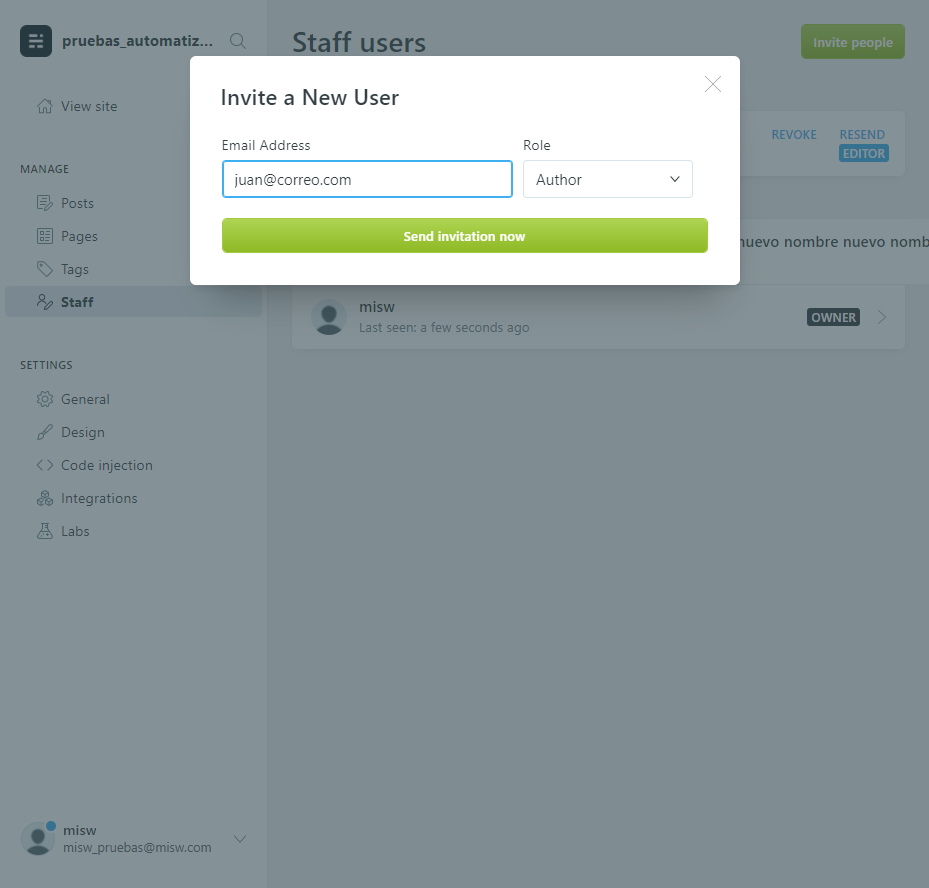 pruebas_automatiz...
View site
MANAGE
Posts
Pages
Tags
Staff
SETTINGS
General
Design
Code injection
Integrations
Labs
misw
misw_pruebas@misw.com
Staff users
Invite people
REVOKE RESEND
EDITOR
nuevo nombre nuevo nomb
misw
Last seen: a few seconds ago
OWNER
Invite a New User
Email Address Role
juan@correo.com Author
Send invitation now